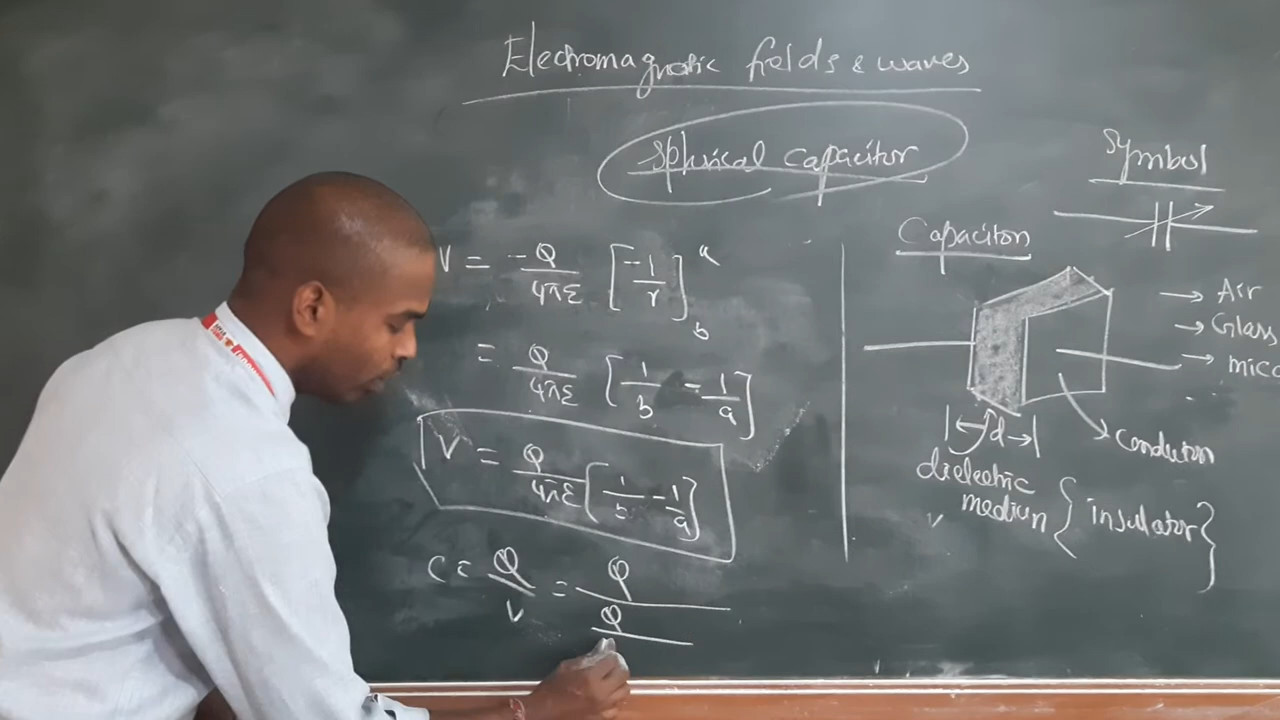 Electromagnetic fields & waves
Spherical capacitor
V = -Q/4πε [-1/r] a b
= Q/4πε [1/b - 1/a]
V = Q/4πε [1/b - 1/a]
C = Q/V = Q/Q
Symbol
Capacitor
→ Air
→ Glass
→ mica
|←d→|
Conductor
dielectric
medium { insulator }